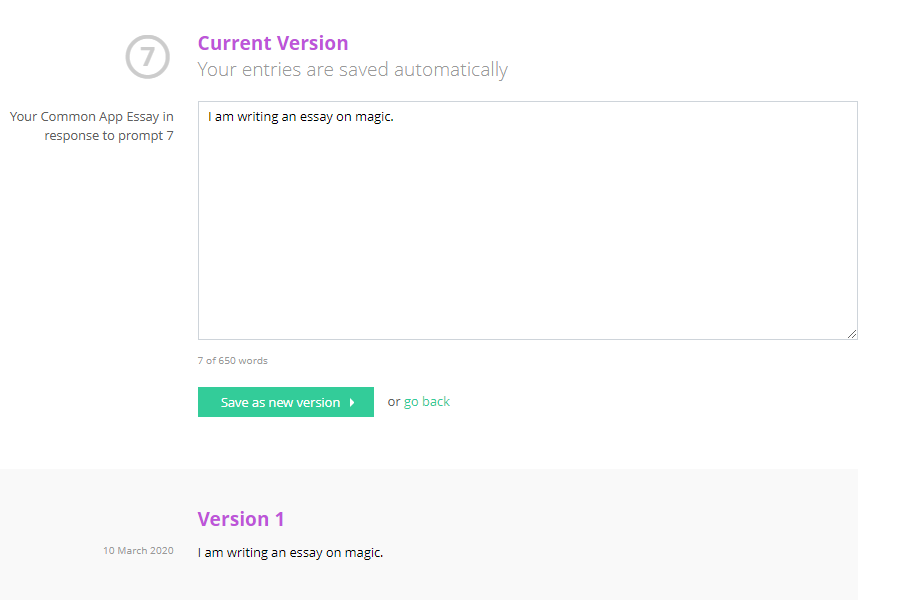 7
Current Version
Your entries are saved automatically
Your Common App Essay in
response to prompt 7
I am writing an essay on magic.
7 of 650 words
Save as new version
or go back
Version 1
10 March 2020
I am writing an essay on magic.